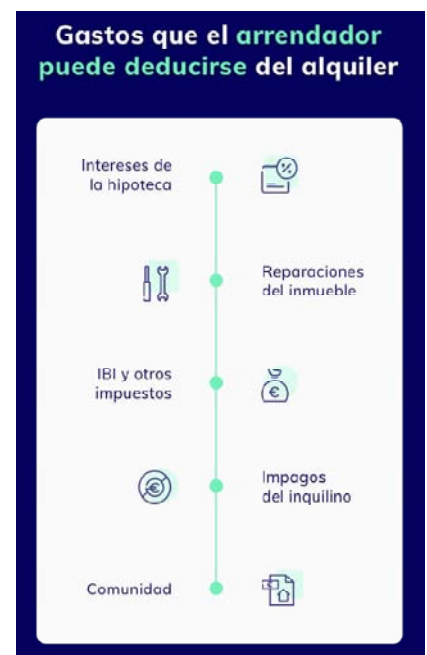 Gastos que el arrendador
puede deducirse del alquiler
Intereses de
la hipoteca
Reparaciones
del inmueble
IBI y otros
impuestos
Impagos
del inquilino
Comunidad